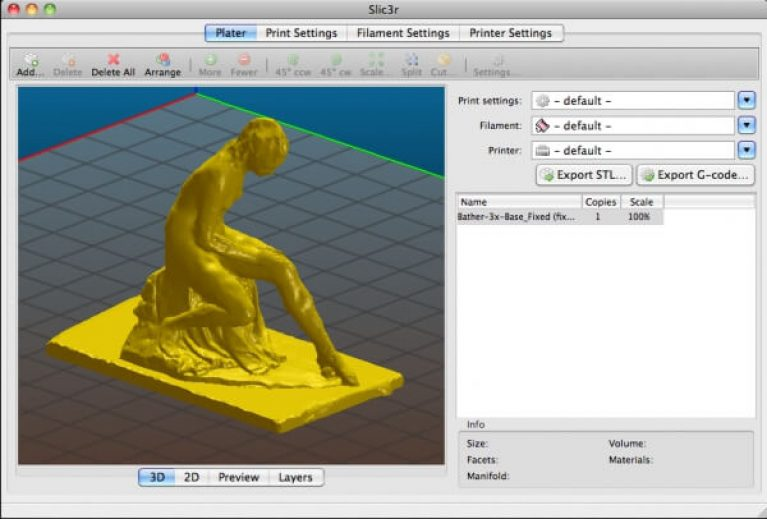 Slic3r
Plater Print Settings Filament Settings Printer Settings
Add... Delete Delete All Arrange More Fewer 45° ccw 45° cw Scale... Split Cut... Settings...
Print settings: - default -
Filament: - default -
Printer: - default -
Export STL... Export G-code...
Name Copies Scale
Bather-3x-Base_Fixed (fix... 1 100%
Info
Size: Volume:
Facets: Materials:
Manifold:
3D 2D Preview Layers